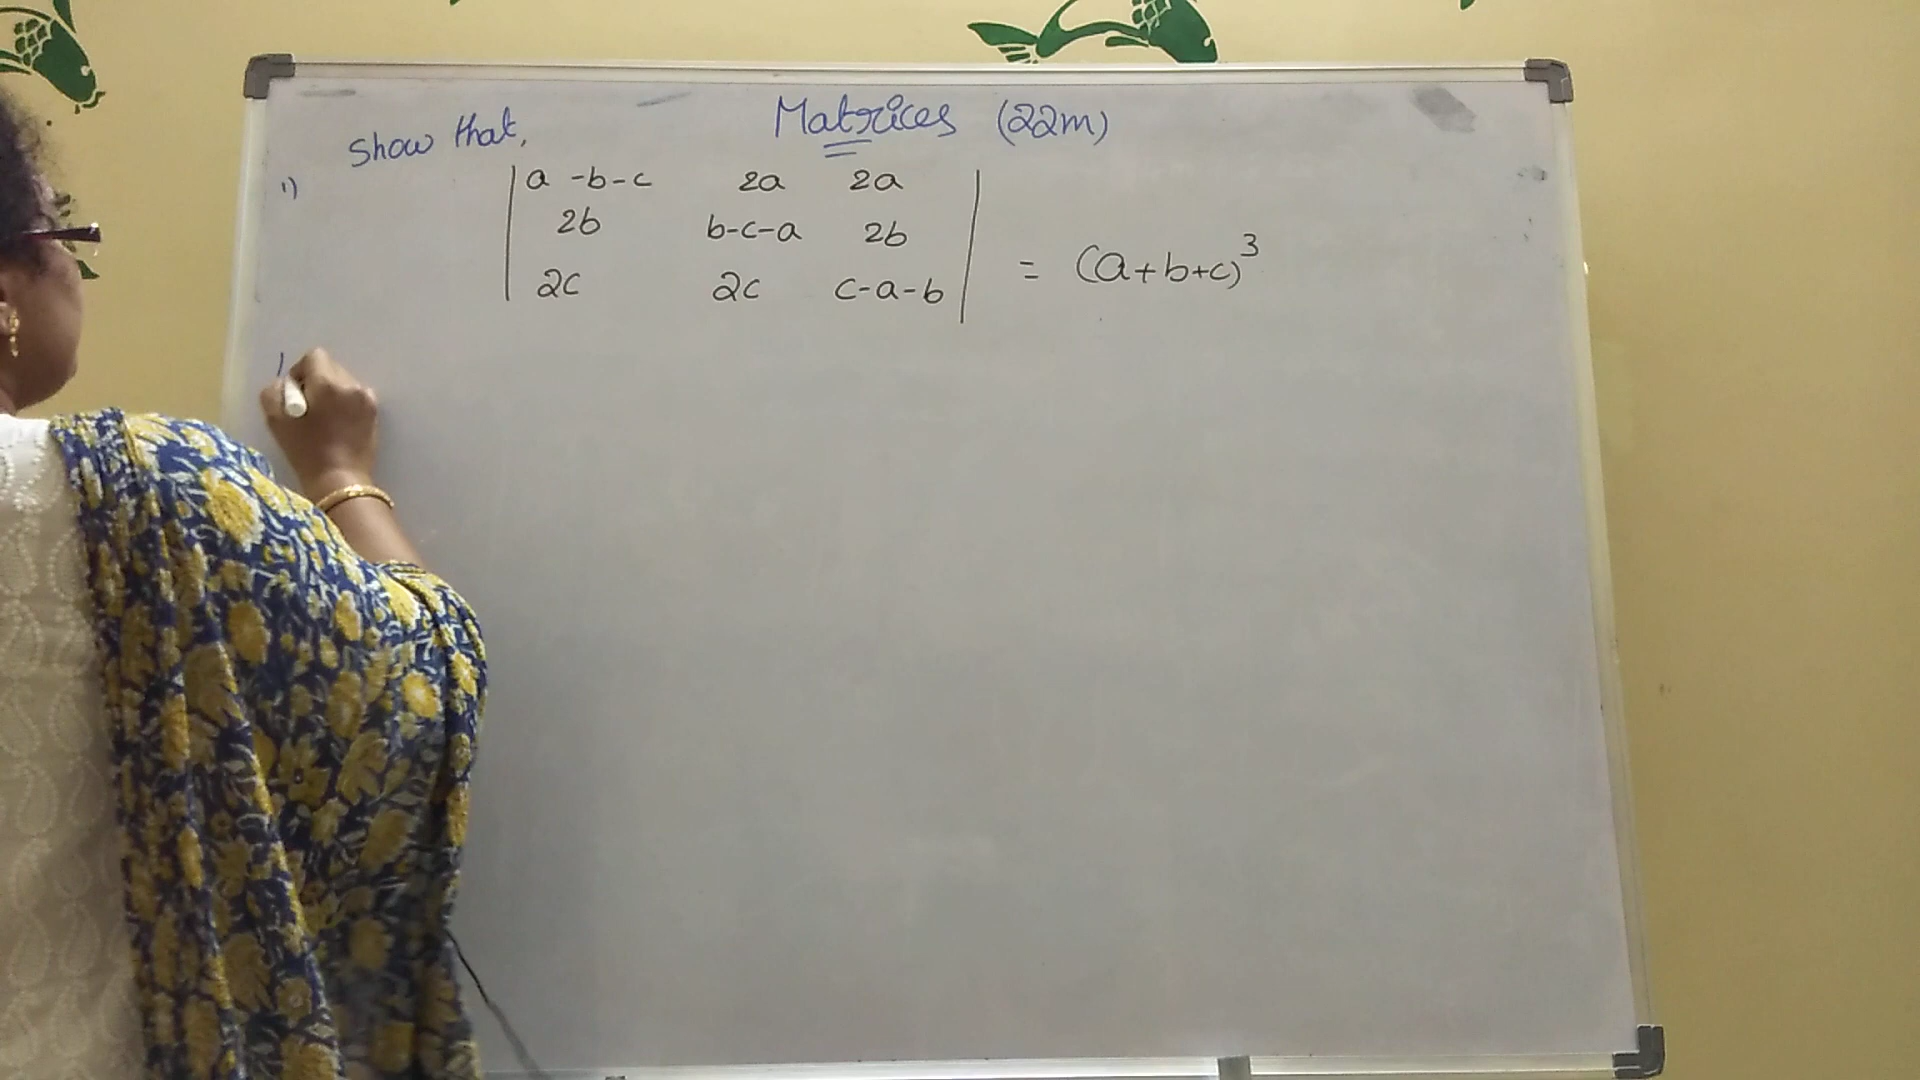 Matrices (22m)
Show that,
1)
| a -b-c 2a 2a |
| 2b b-c-a 2b | = (a+b+c)³
| 2c 2c c-a-b |